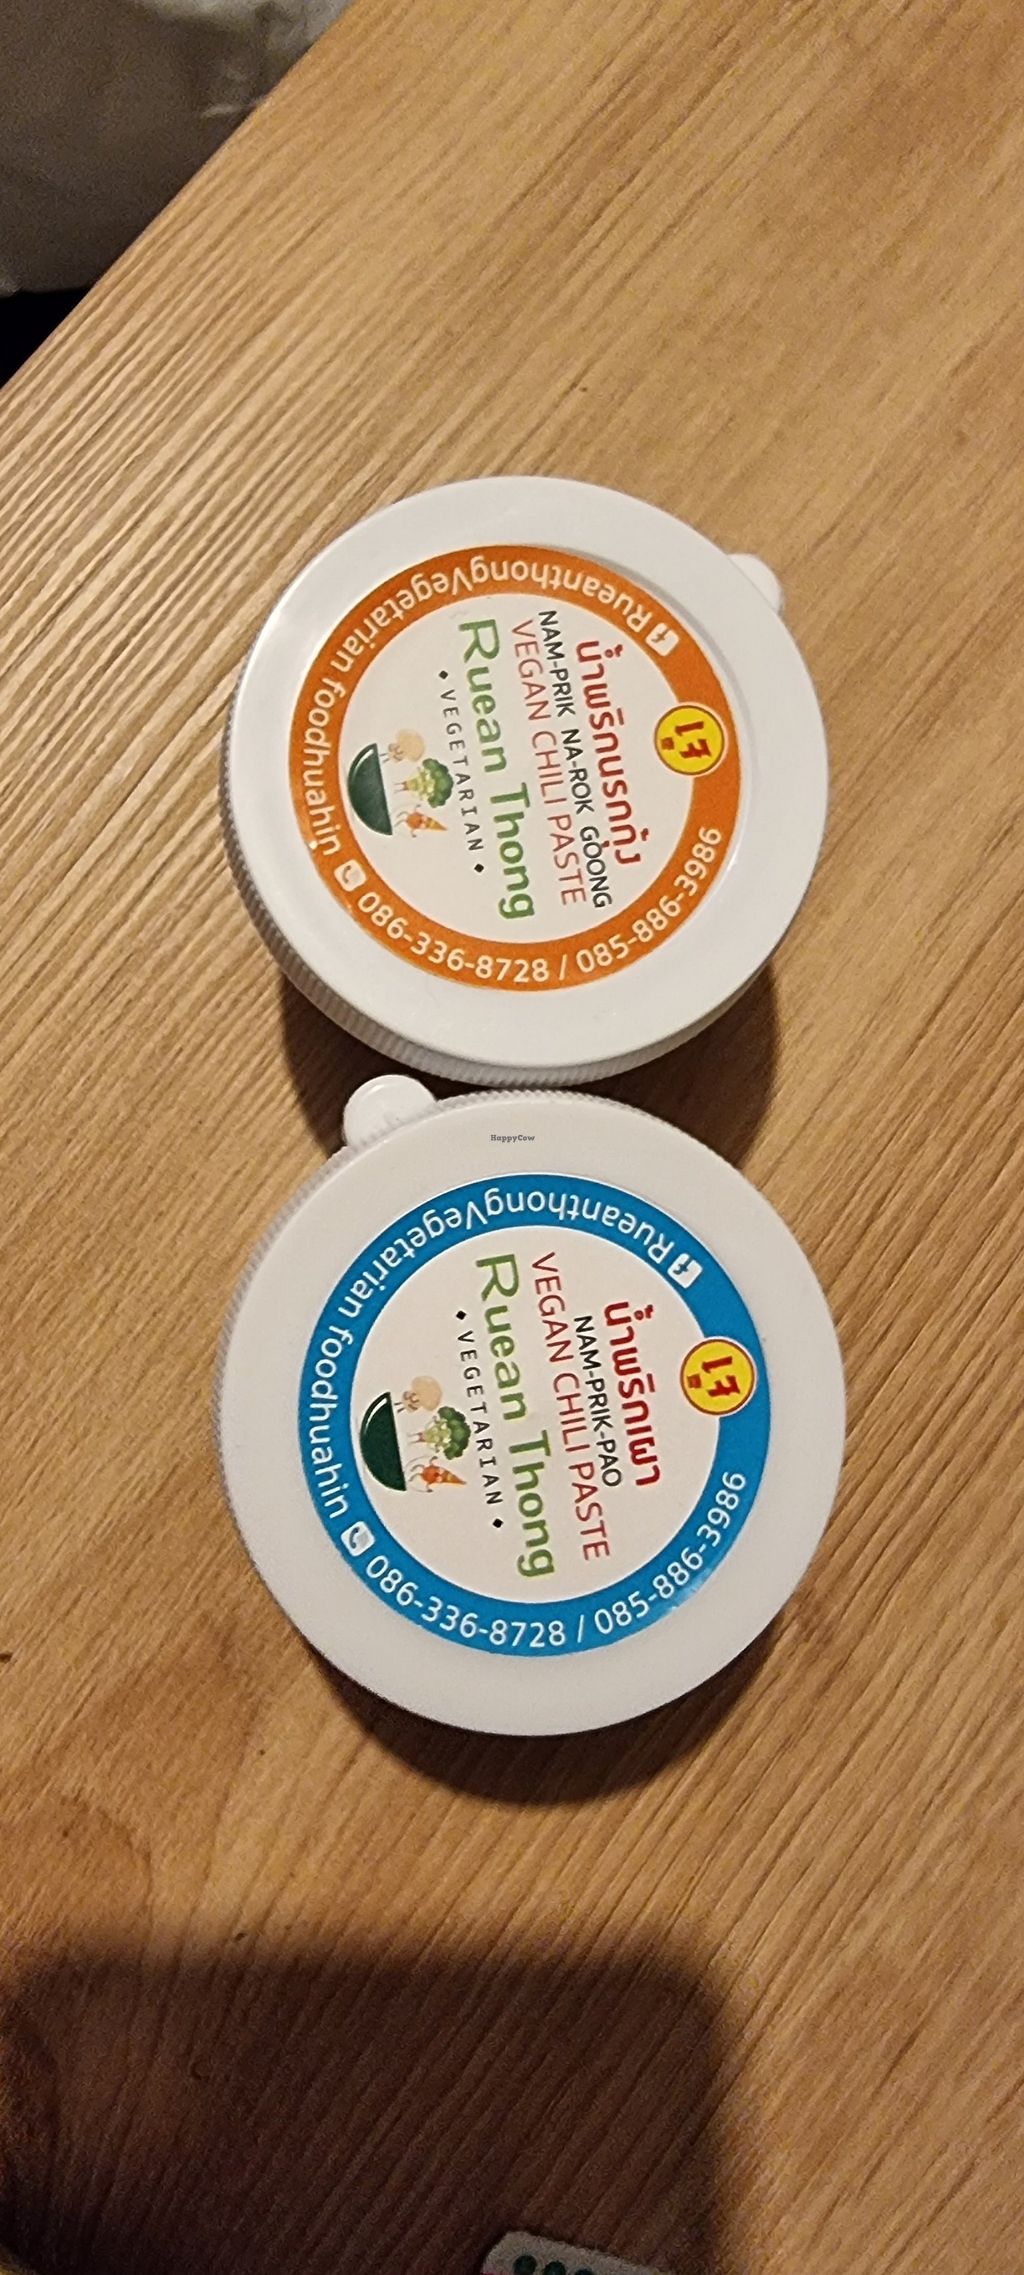 เจ
น้ำพริกนรกกุ้ง
NAM-PRIK NA-ROK GOONG
VEGAN CHILI PASTE
Ruean Thong
VEGETARIAN
RueanthongVegetarian foodhuahin
086-336-8728 / 085-886-3986
HappyCow
เจ
น้ำพริกเผา
NAM-PRIK-PAO
VEGAN CHILI PASTE
Ruean Thong
VEGETARIAN
RueanthongVegetarian foodhuahin
086-336-8728 / 085-886-3986